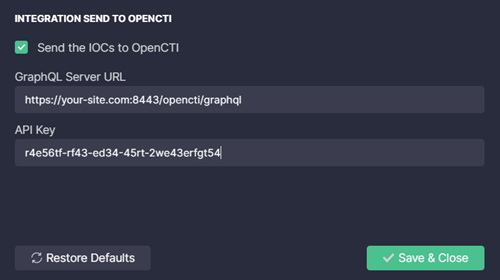 INTEGRATION SEND TO OPENCTI
Send the IOCs to OpenCTI
GraphQL Server URL
https://your-site.com:8443/opencti/graphql
API Key
r4e56tf-rf43-ed34-45rt-2we43erfgt54
Restore Defaults
Save & Close